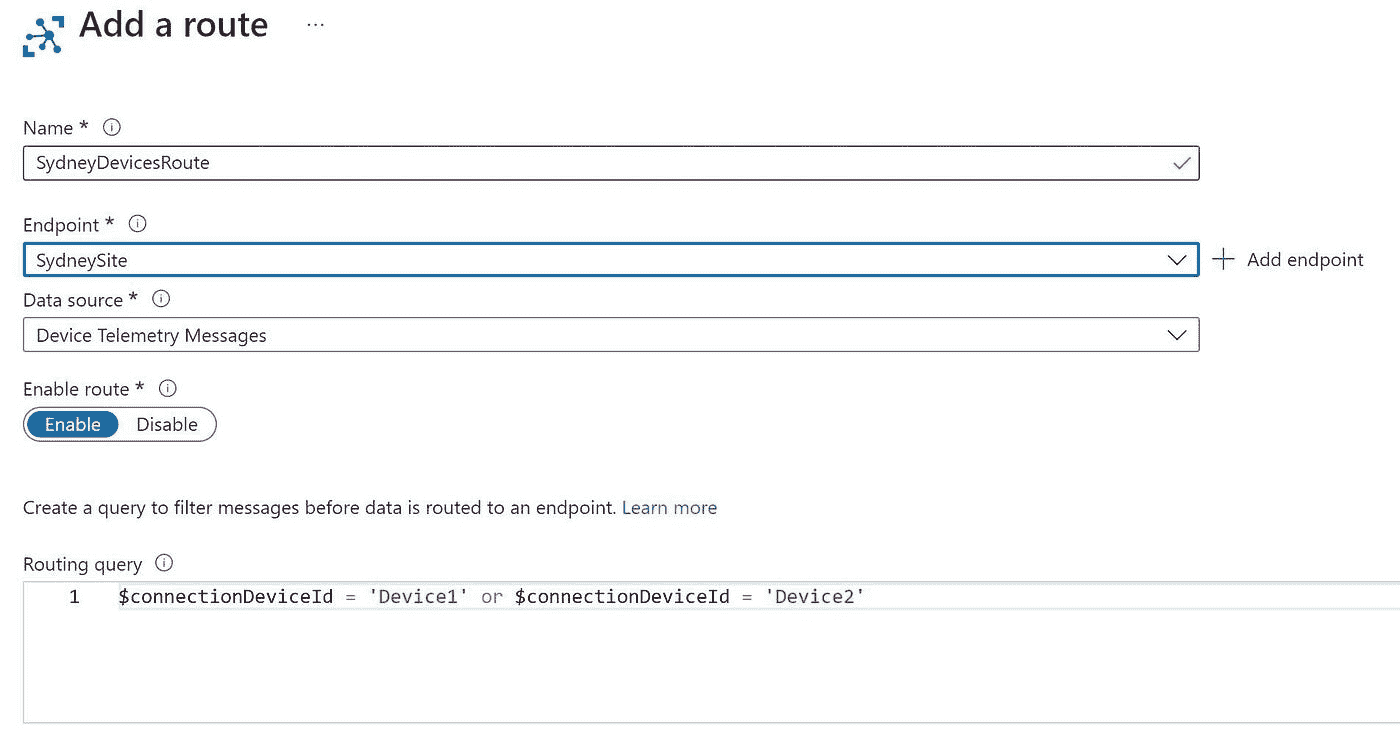 Add a route ...
Name *
SydneyDevicesRoute
Endpoint *
SydneySite
Add endpoint
Data source *
Device Telemetry Messages
Enable route *
Enable Disable
Create a query to filter messages before data is routed to an endpoint. Learn more
Routing query
1 $connectionDeviceId = 'Device1' or $connectionDeviceId = 'Device2'